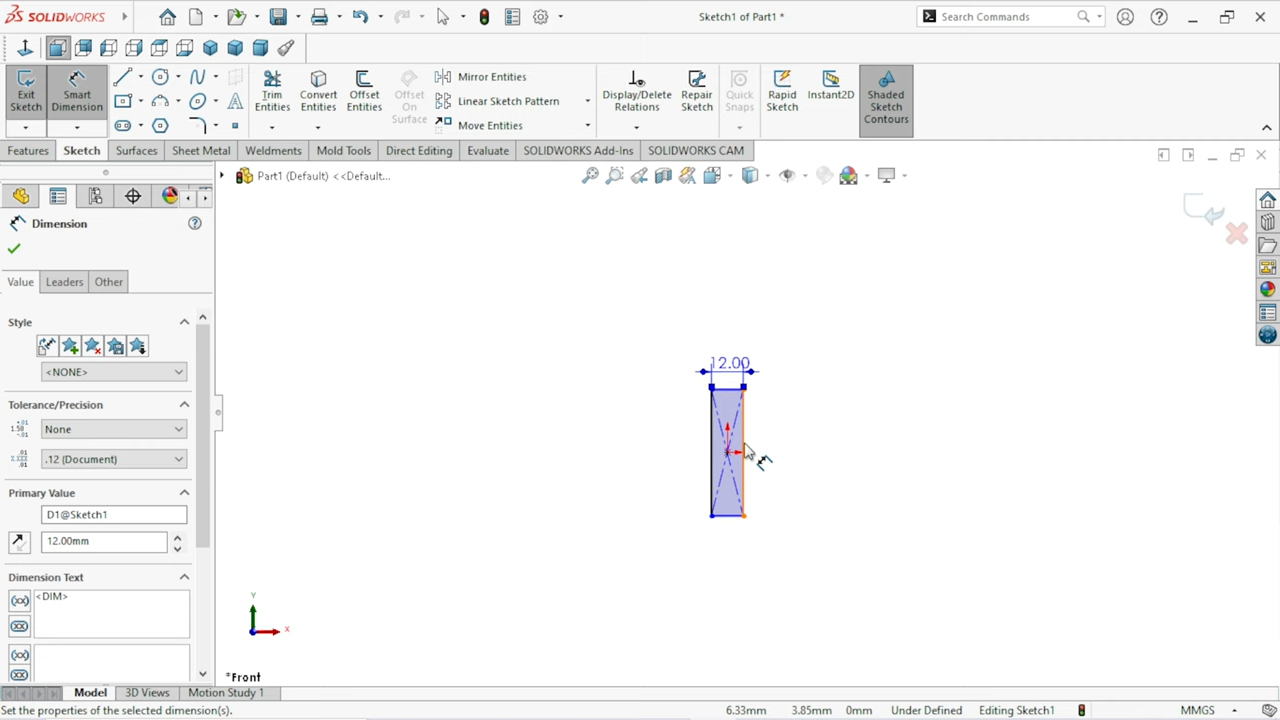 SOLIDWORKS
Sketch1 of Part1 *
Search Commands
Exit Sketch
Smart Dimension
Trim Entities
Convert Entities
Offset Entities
Offset On Surface
Mirror Entities
Linear Sketch Pattern
Move Entities
Display/Delete Relations
Repair Sketch
Quick Snaps
Rapid Sketch
Instant2D
Shaded Sketch Contours
Features
Sketch
Surfaces
Sheet Metal
Weldments
Mold Tools
Direct Editing
Evaluate
SOLIDWORKS Add-Ins
SOLIDWORKS CAM
Part1 (Default) <<Default...
Dimension
Value
Leaders
Other
Style
<NONE>
Tolerance/Precision
None
.12 (Document)
Primary Value
D1@Sketch1
12.00mm
Dimension Text
<DIM>
12.00
Y
X
*Front
Model
3D Views
Motion Study 1
Set the properties of the selected dimension(s).
6.33mm
3.85mm
0mm
Under Defined
Editing Sketch1
MMGS